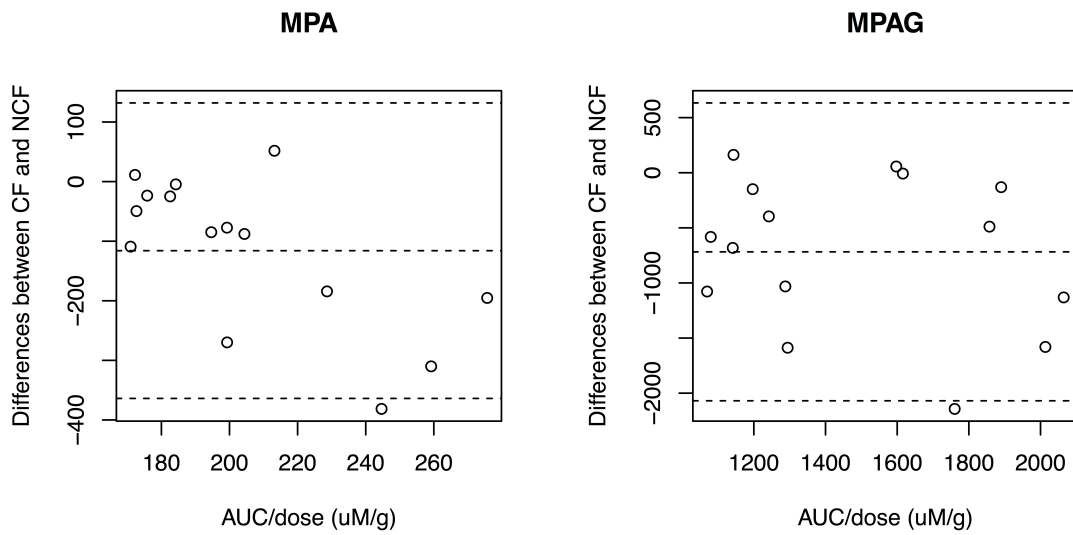 MPA
Differences between CF and NCF
100
0
−200
−400
180 200 220 240 260
AUC/dose (uM/g)
MPAG
Differences between CF and NCF
500
0
−1000
−2000
1200 1400 1600 1800 2000
AUC/dose (uM/g)